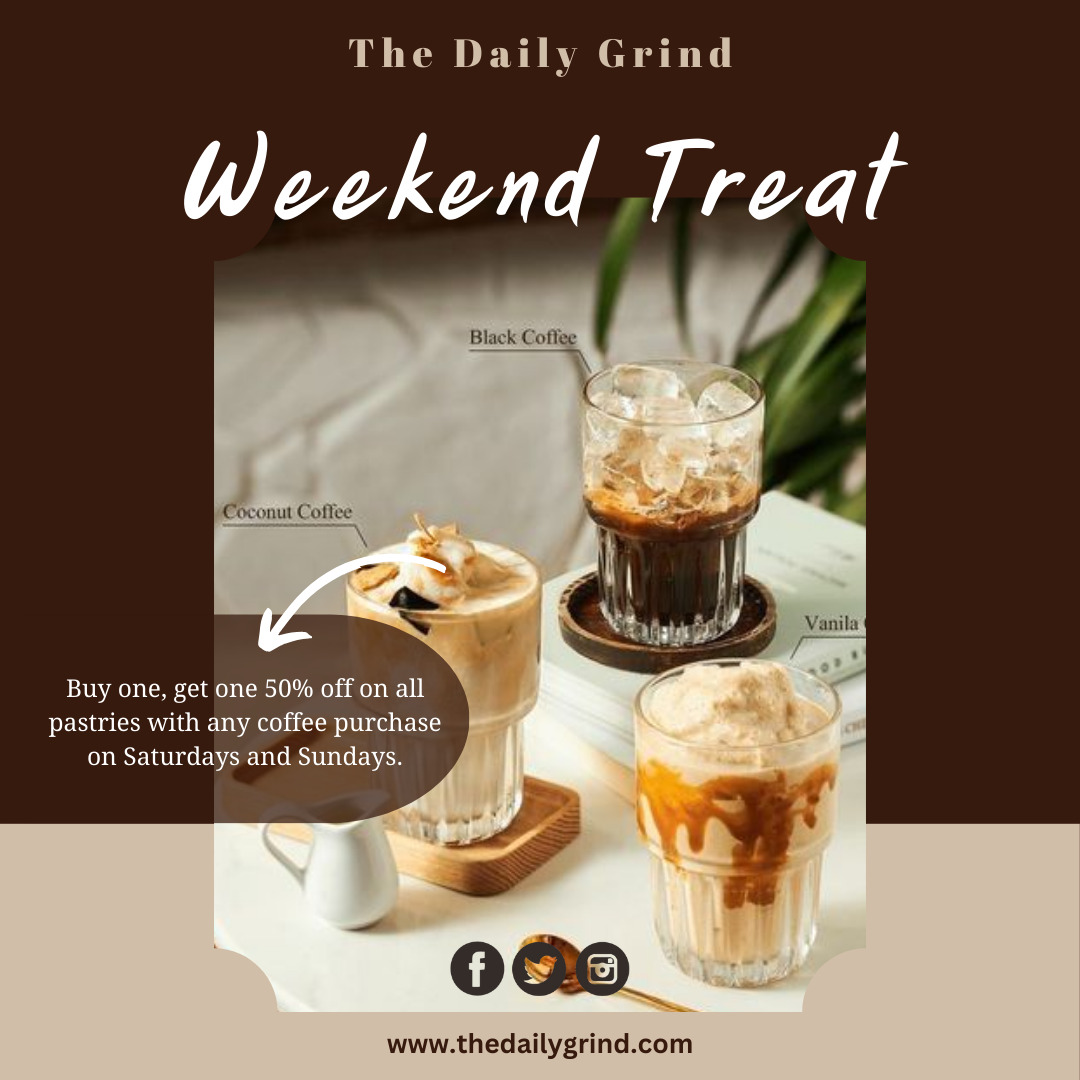 The Daily Grind
Weekend Treat
Black Coffee
Coconut Coffee
Vanila
Buy one, get one 50% off on all
pastries with any coffee purchase
on Saturdays and Sundays.
www.thedailygrind.com